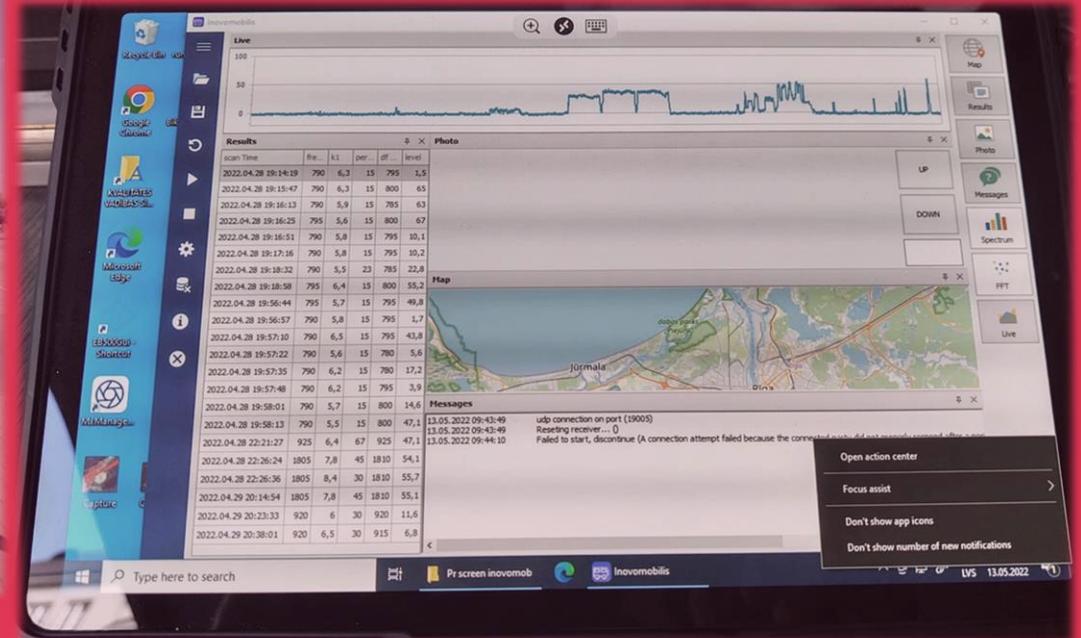 inovomobilis
Recycle Bin
Google Chrome
KVALITATES VADIBAS SI...
Microsoft Edge
EB500GUI - Shortcut
Capture
Live
100
50
0
Results
scan Time fre... k1 per... df ... level
2022.04.28 19:14:19 790 6,3 15 795 1,5
2022.04.28 19:15:47 790 6,3 15 800 65
2022.04.28 19:16:13 790 5,9 15 785 63
2022.04.28 19:16:25 795 5,6 15 800 67
2022.04.28 19:16:51 790 5,8 15 795 10,1
2022.04.28 19:17:16 790 5,8 15 795 10,2
2022.04.28 19:18:32 790 5,5 23 785 22,8
2022.04.28 19:18:58 795 6,4 15 800 55,2
2022.04.28 19:56:44 795 5,7 15 795 49,8
2022.04.28 19:56:57 790 5,8 15 795 1,7
2022.04.28 19:57:10 790 6,5 15 795 43,8
2022.04.28 19:57:22 790 5,6 15 780 5,6
2022.04.28 19:57:35 790 6,2 15 780 17,2
2022.04.28 19:57:48 790 6,2 15 795 3,9
2022.04.28 19:58:01 790 5,7 15 800 14,6
2022.04.28 19:58:13 790 5,5 15 800 47,1
2022.04.28 22:21:27 925 6,4 67 925 47,1
2022.04.28 22:26:24 1805 7,8 45 1810 54,1
2022.04.28 22:26:36 1805 8,4 30 1810 55,7
2022.04.29 20:14:54 1805 7,8 45 1810 55,1
2022.04.29 20:23:33 920 6 30 920 11,6
2022.04.29 20:38:01 920 6,5 30 915 6,8
Photo
UP
DOWN
Map
dabas parks
Jūrmala
Rīga
Messages
13.05.2022 09:43:49 udp connection on port (19005)
13.05.2022 09:43:49 Reseting receiver... ()
13.05.2022 09:44:10 Failed to start, discontinue (A connection attempt failed because the connected party did not properly respond after a
Map
Results
Photo
Messages
Spectrum
FFT
Live
Open action center
Focus assist
Don't show app icons
Don't show number of new notifications
Type here to search
Pr screen inovomob
Inovomobilis
LVS 13.05.2022
1